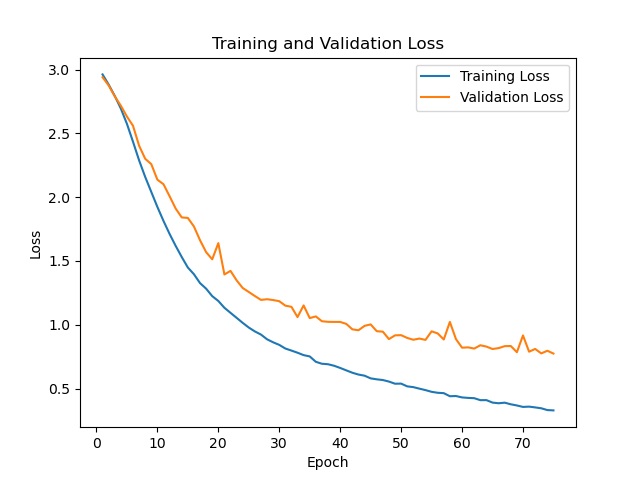 Training and Validation Loss
Training Loss
Validation Loss
3.0
2.5
2.0
1.5
1.0
0.5
Loss
0 10 20 30 40 50 60 70
Epoch